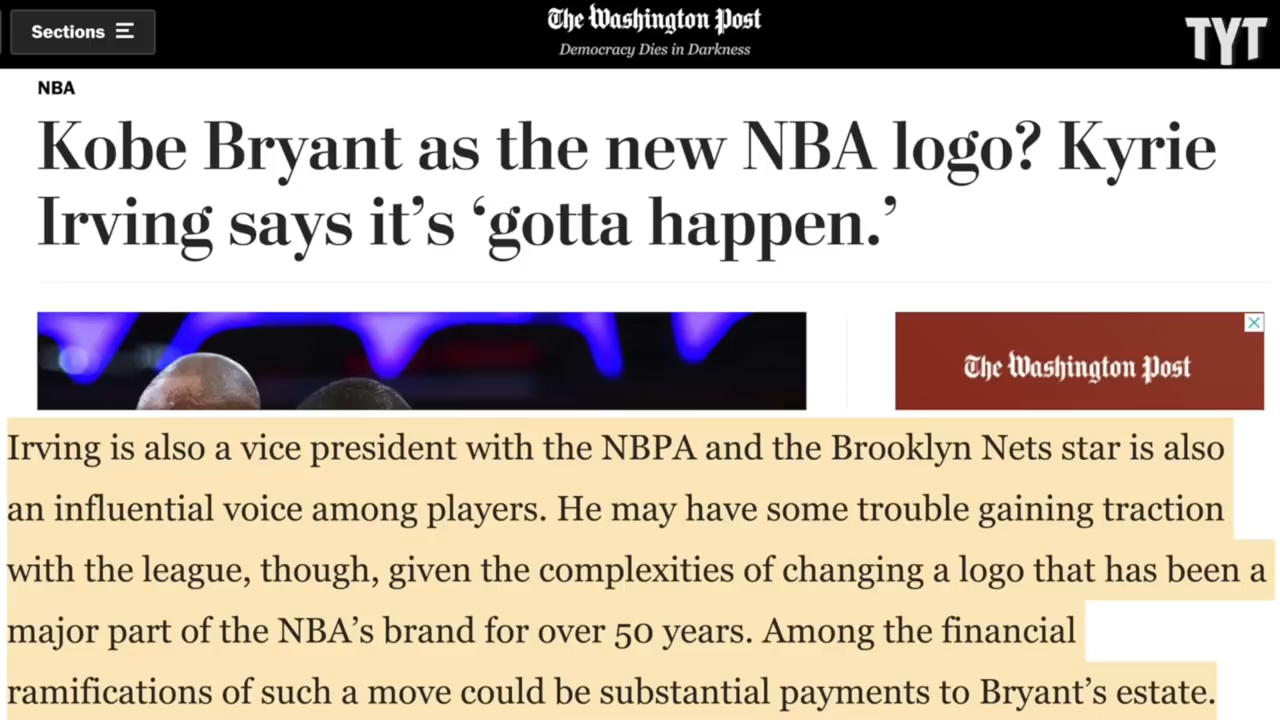 Sections
The Washington Post
Democracy Dies in Darkness
TYT
NBA
Kobe Bryant as the new NBA logo? Kyrie
Irving says it’s ‘gotta happen.’
The Washington Post
Irving is also a vice president with the NBPA and the Brooklyn Nets star is also
an influential voice among players. He may have some trouble gaining traction
with the league, though, given the complexities of changing a logo that has been a
major part of the NBA’s brand for over 50 years. Among the financial
ramifications of such a move could be substantial payments to Bryant’s estate.